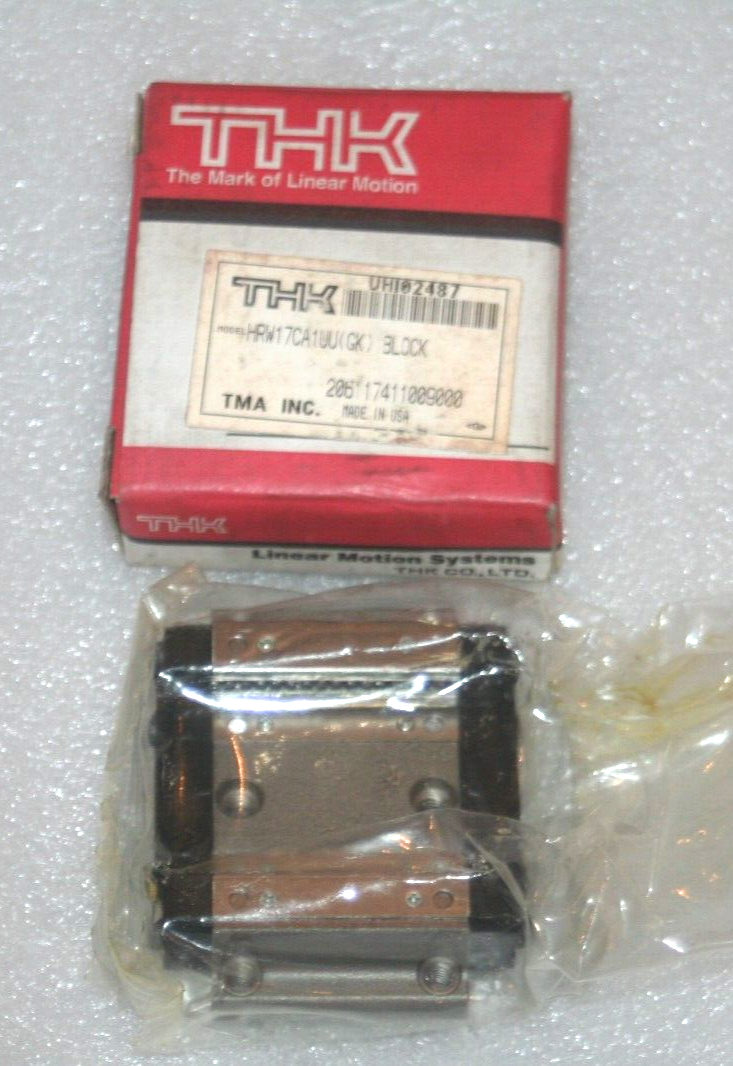 THK
The Mark of Linear Motion
THK UHI02487
MODEL HRW17CA1UU(GK) BLOCK
206 17411009000
TMA INC. MADE IN USA
THK
Linear Motion Systems
THK CO., LTD.